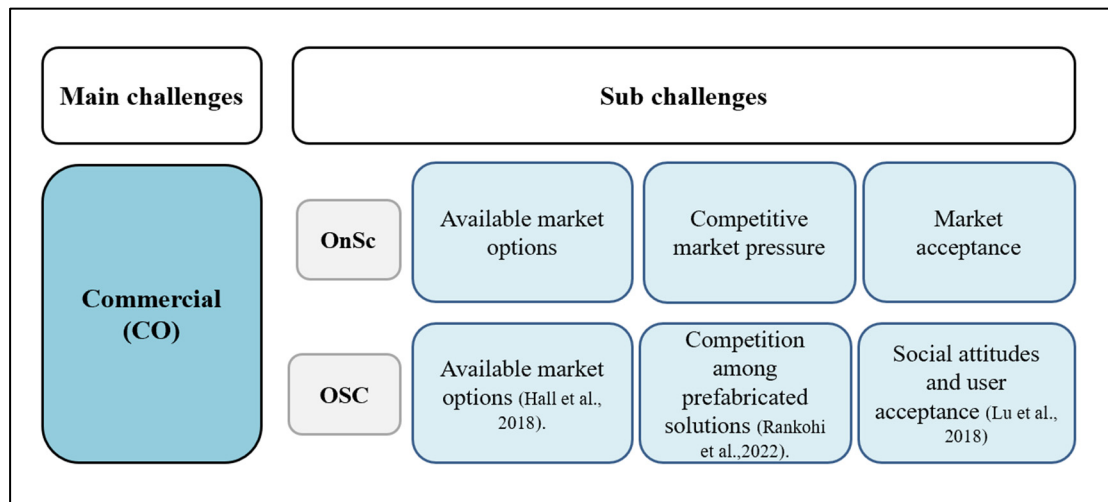 Main challenges
Sub challenges
Commercial
(CO)
OnSc
Available market
options
Competitive
market pressure
Market
acceptance
OSC
Available market
options (Hall et al.,
2018).
Competition
among
prefabricated
solutions (Rankohi
et al.,2022).
Social attitudes
and user
acceptance (Lu et al.,
2018)